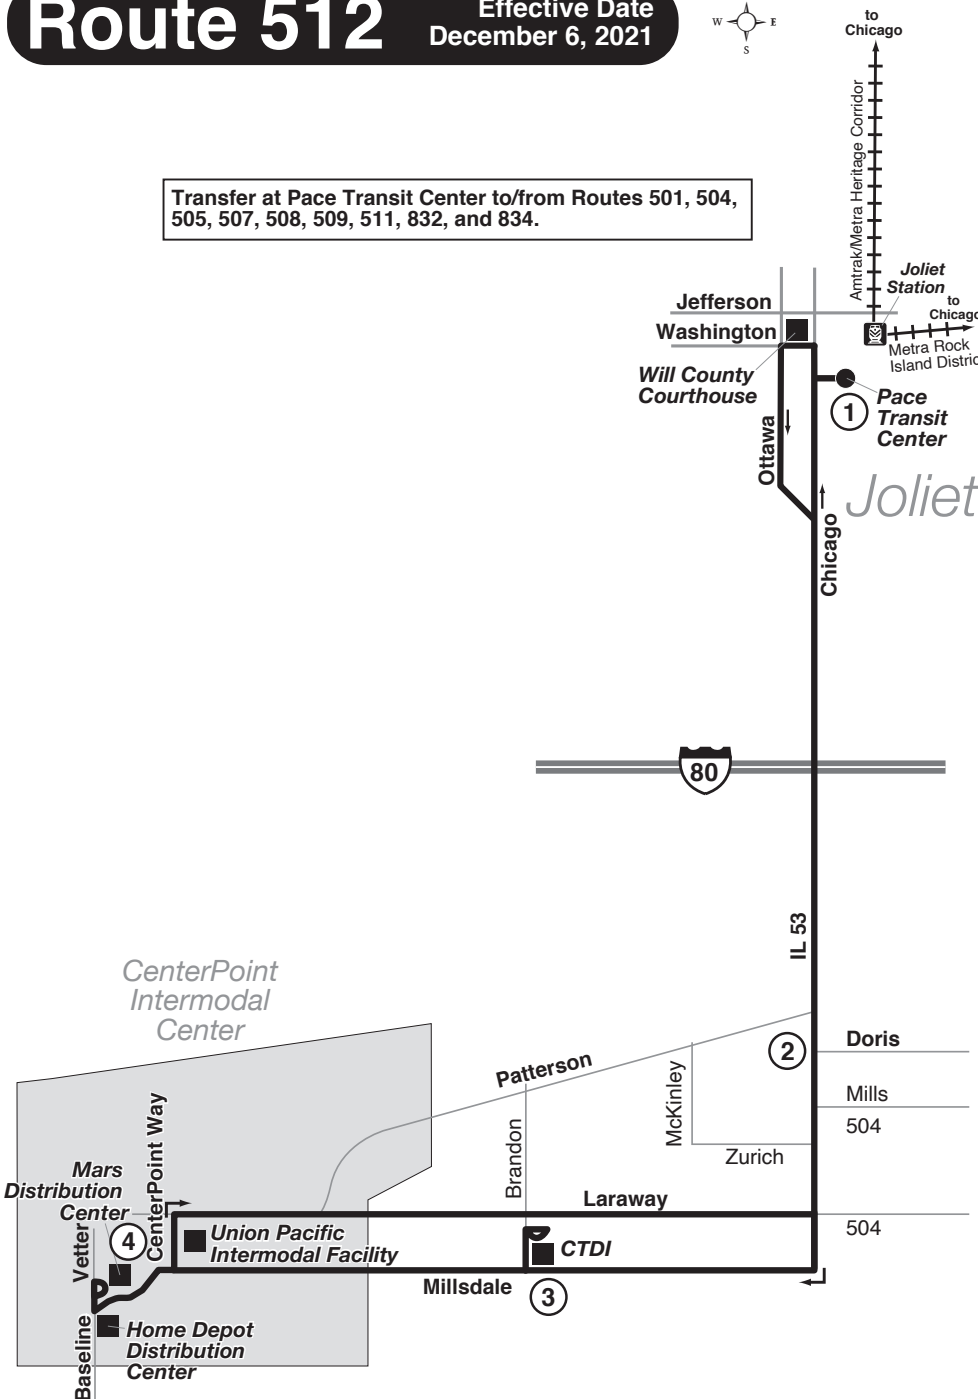 Route 512
Effective Date
December 6, 2021
W
E
S
to
Chicago
Amtrak/Metra Heritage Corridor
Transfer at Pace Transit Center to/from Routes 501, 504,
505, 507, 508, 509, 511, 832, and 834.
Joliet
Station
to
Chicago
Jefferson
Washington
Metra Rock
Island Distric
Will County
Courthouse
1
Pace
Transit
Center
Ottawa
Joliet
Chicago
80
IL 53
CenterPoint
Intermodal
Center
2
Doris
Patterson
McKinley
Mills
504
Brandon
Zurich
CenterPoint Way
Mars
Distribution
Center
Laraway
504
4
Vetter
Union Pacific
Intermodal Facility
CTDI
Millsdale
3
Baseline
Home Depot
Distribution
Center